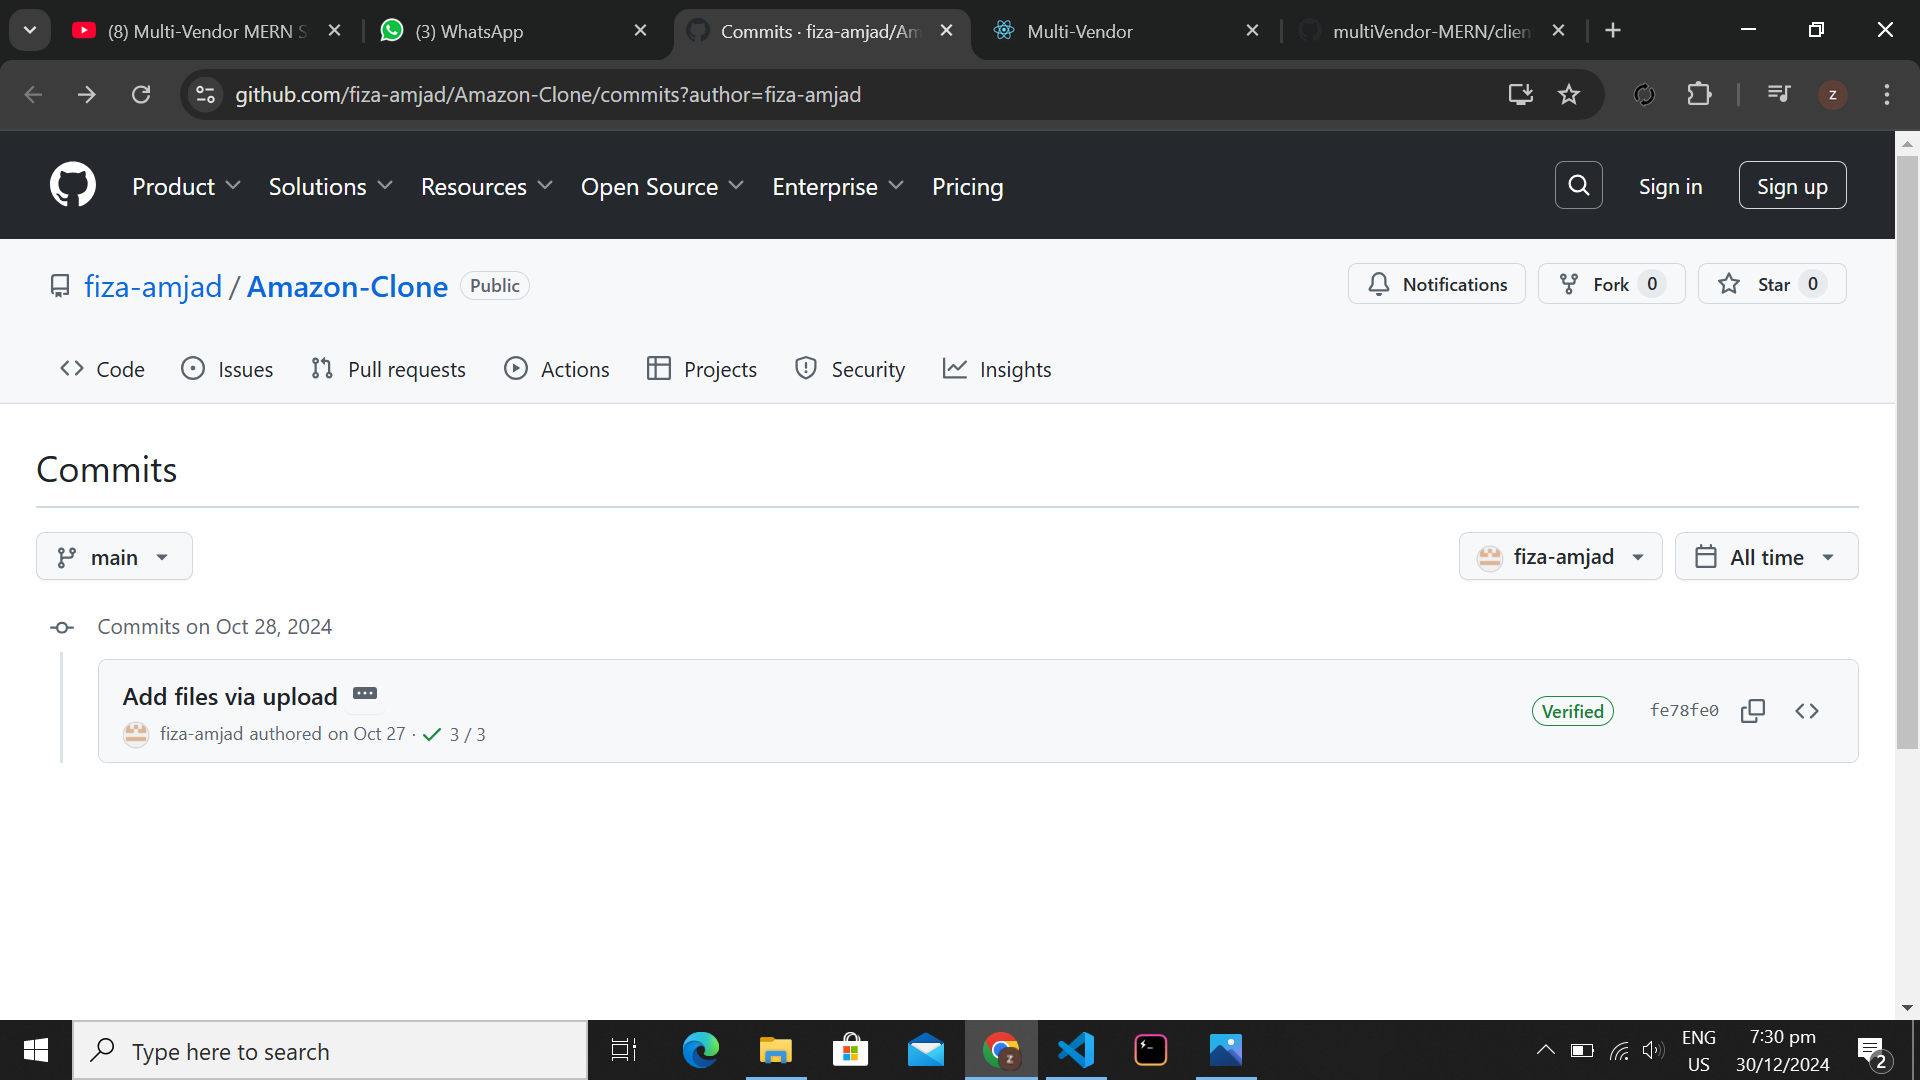 (8) Multi-Vendor MERN S
(3) WhatsApp
Commits · fiza-amjad/Am
Multi-Vendor
multiVendor-MERN/clien
github.com/fiza-amjad/Amazon-Clone/commits?author=fiza-amjad
z
Product
Solutions
Resources
Open Source
Enterprise
Pricing
Sign in
Sign up
fiza-amjad / Amazon-Clone
Public
Notifications
Fork 0
Star 0
Code
Issues
Pull requests
Actions
Projects
Security
Insights
Commits
main
fiza-amjad
All time
Commits on Oct 28, 2024
Add files via upload
fiza-amjad authored on Oct 27 · 3 / 3
Verified
fe78fe0
Type here to search
z
ENG
US
7:30 pm
30/12/2024
2